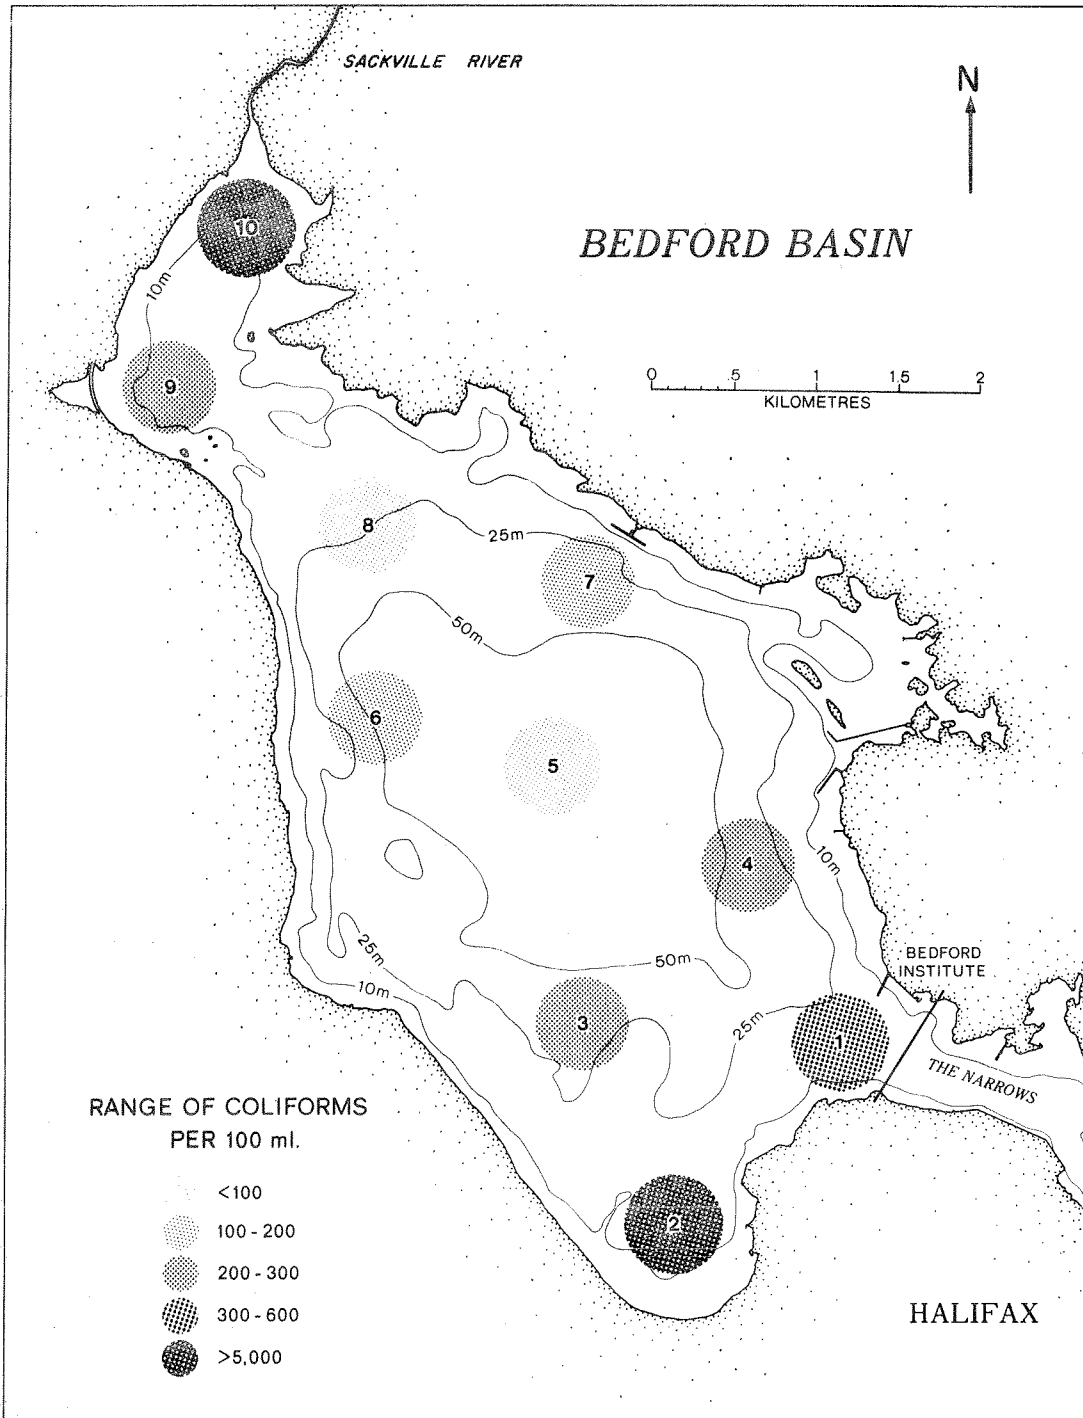 SACKVILLE RIVER
N
10
BEDFORD BASIN
10m
0 .5 1 1.5 2
KILOMETRES
9
8
25m
7
50m
6
5
4
10m
25m
50m
BEDFORD
INSTITUTE
10m
3
25m
1
THE NARROWS
RANGE OF COLIFORMS
PER 100 ml.
<100
100-200
2
200-300
300-600
HALIFAX
>5,000